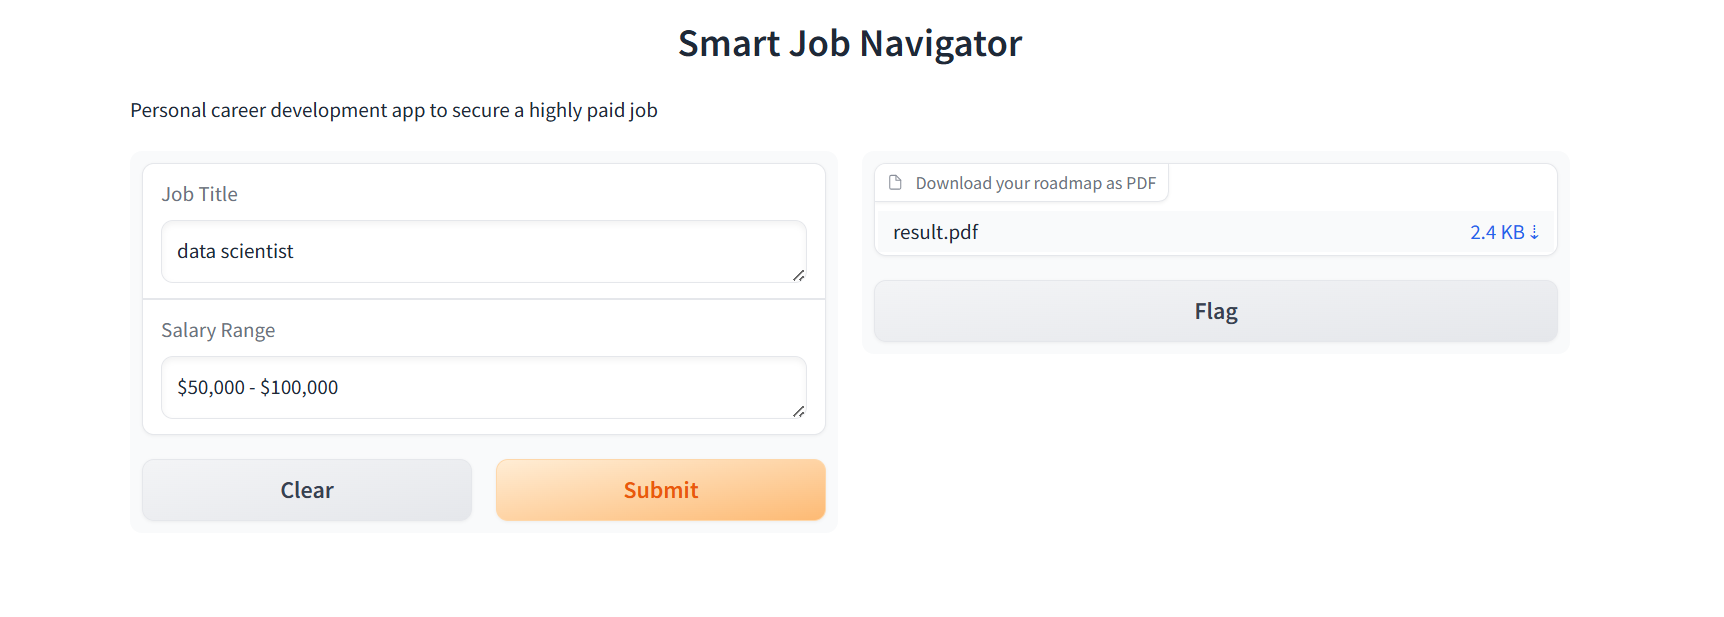 Smart Job Navigator
Personal career development app to secure a highly paid job
Job Title
data scientist
Salary Range
$50,000 - $100,000
Clear
Submit
Download your roadmap as PDF
result.pdf
2.4 KB ⇣
Flag